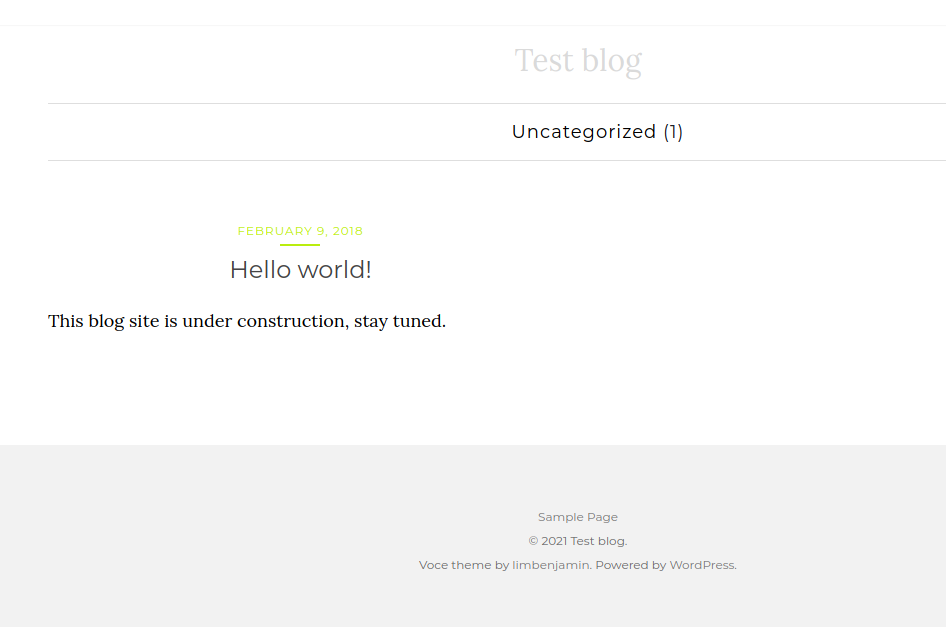 Test blog
Uncategorized (1)
FEBRUARY 9, 2018
Hello world!
This blog site is under construction, stay tuned.
Sample Page
© 2021 Test blog.
Voce theme by limbenjamin. Powered by WordPress.